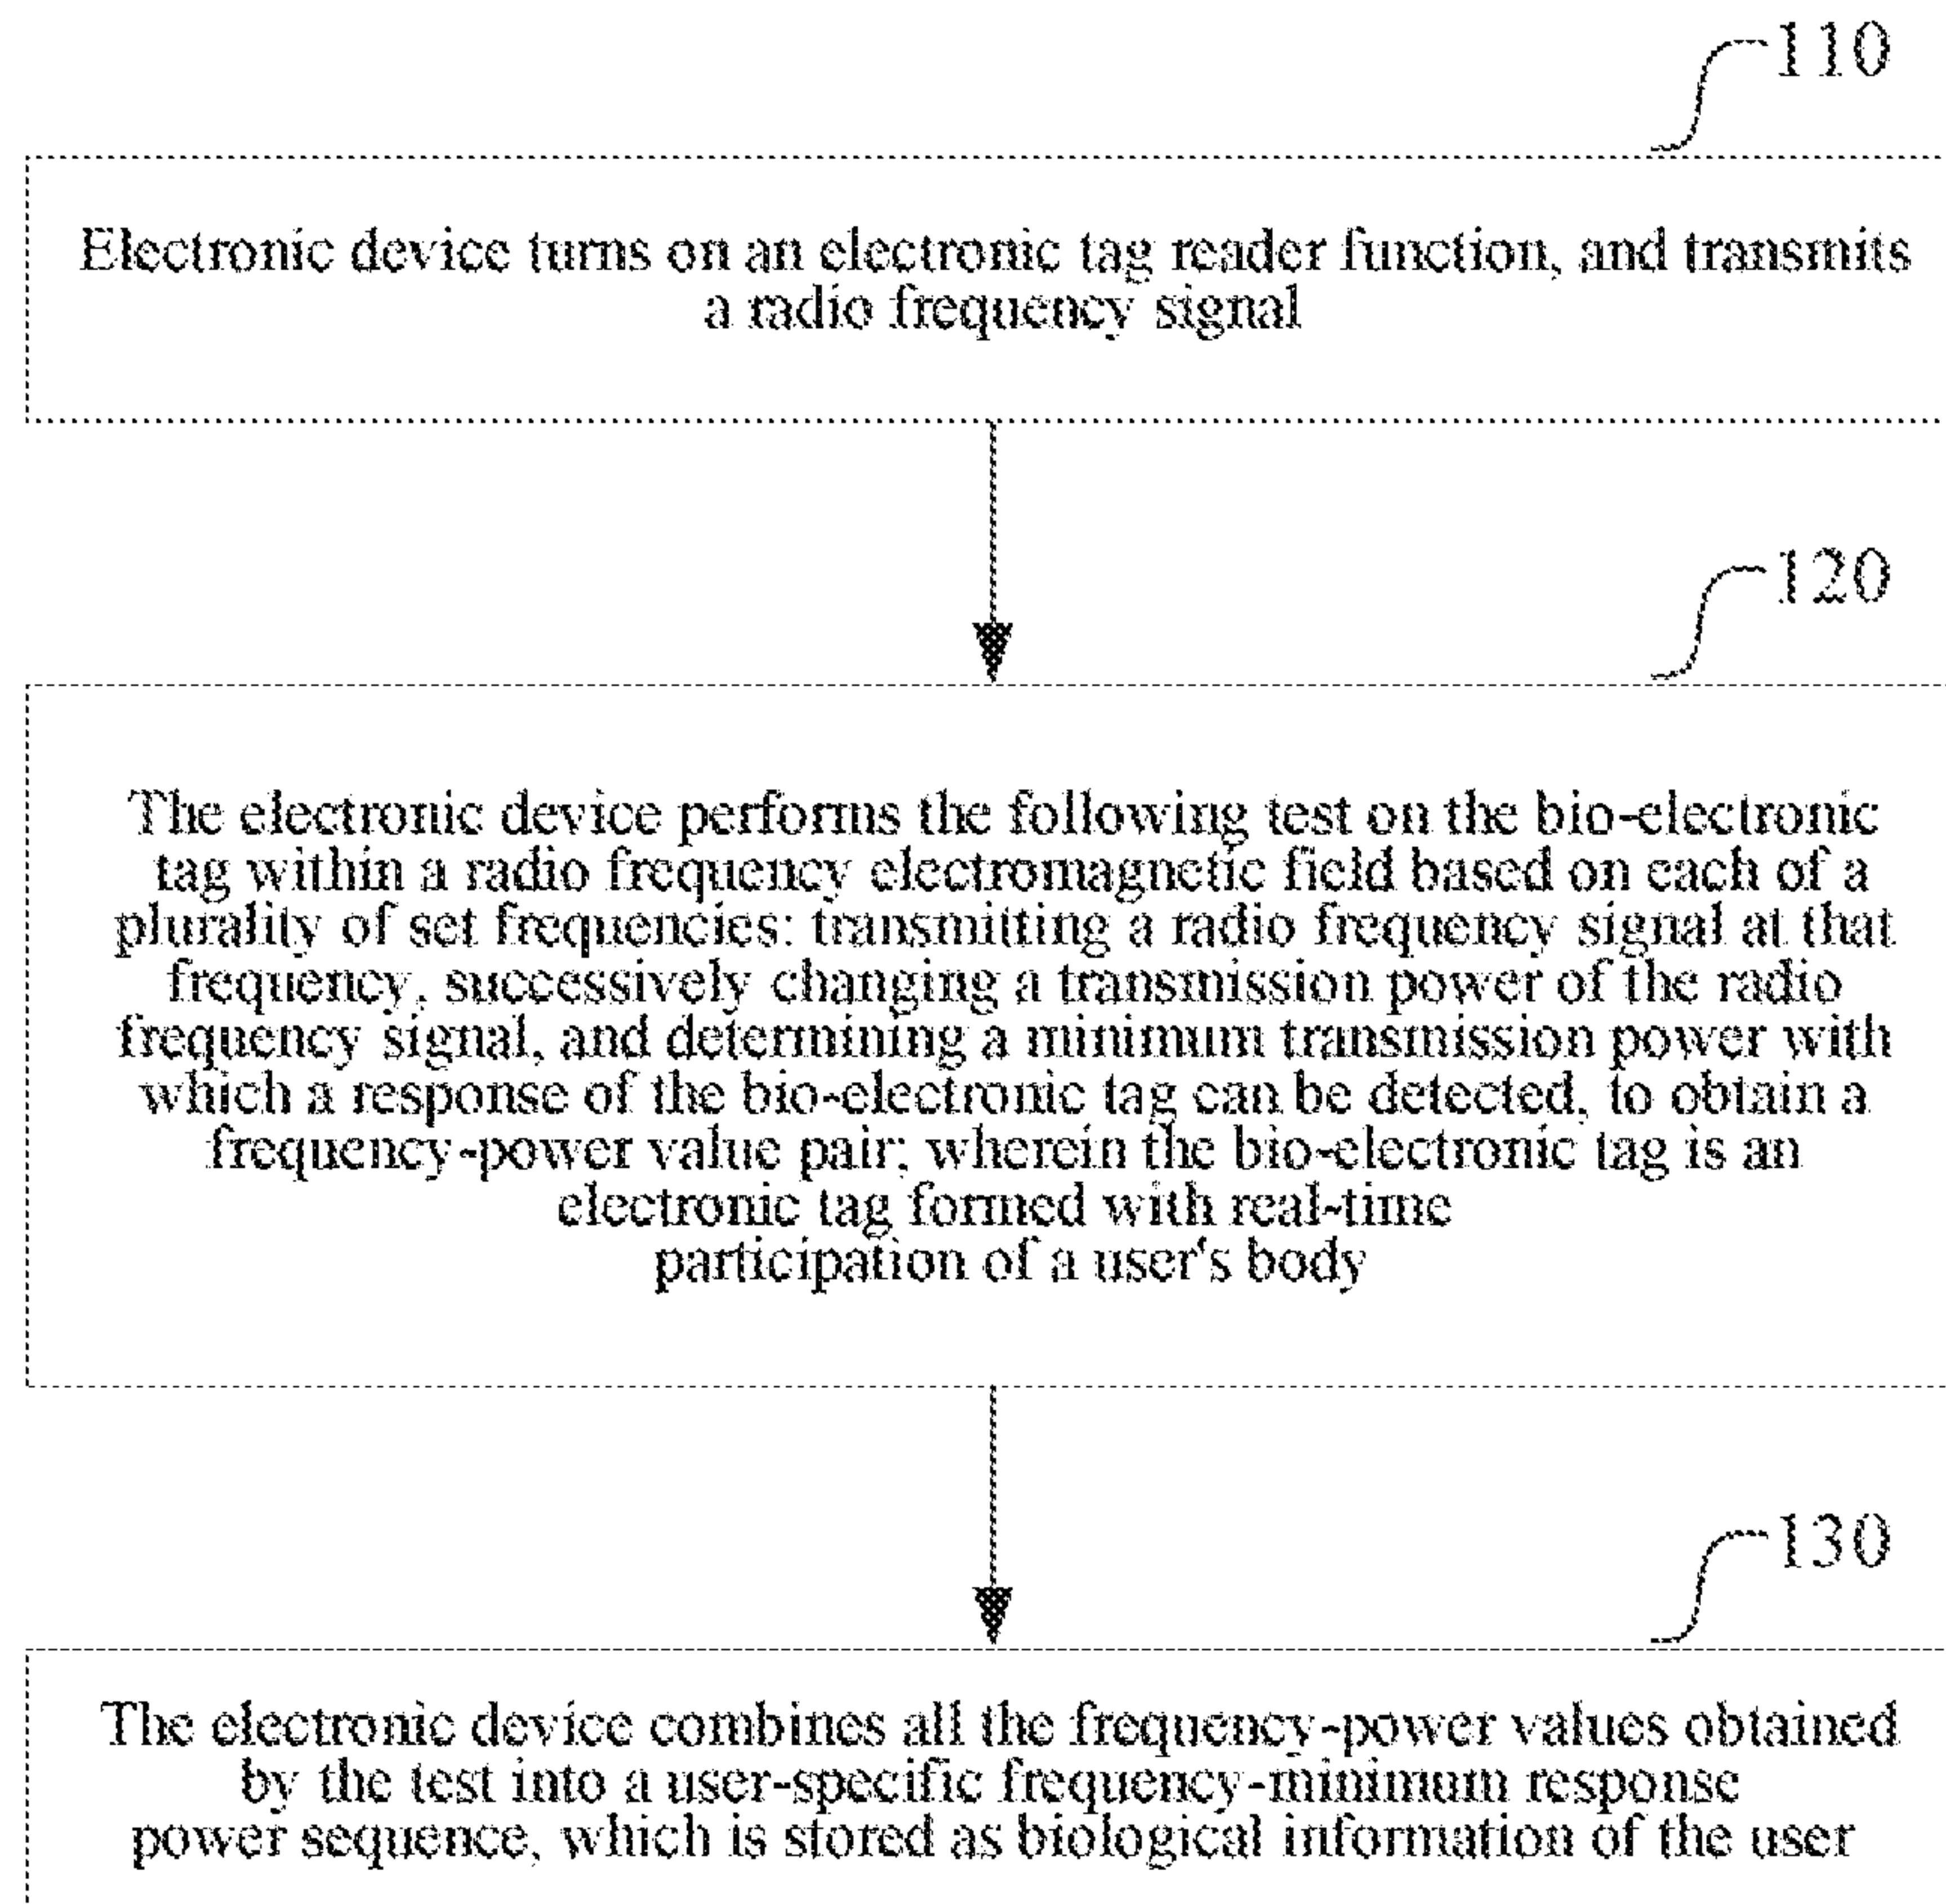 110
Electronic device turns on an electronic tag reader function, and transmits
a radio frequency signal
120
The electronic device performs the following test on the bio-electronic
tag within a radio frequency electromagnetic field based on each of a
plurality of set frequencies: transmitting a radio frequency signal at that
frequency, successively changing a transmission power of the radio
frequency signal, and determining a minimum transmission power with
which a response of the bio-electronic tag can be detected, to obtain a
frequency-power value pair; wherein the bio-electronic tag is an
electronic tag formed with real-time
participation of a user's body
130
The electronic device combines all the frequency-power values obtained
by the test into a user-specific frequency-minimum response
power sequence, which is stored as biological information of the user